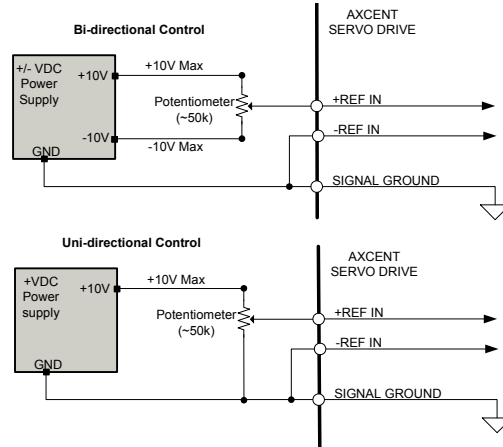 Bi-directional Control
AXCENT
SERVO DRIVE
+/- VDC
Power
Supply
+10V
+10V Max
Potentiometer
(~50k)
+REF IN
-REF IN
-10V
-10V Max
GND
SIGNAL GROUND
Uni-directional Control
AXCENT
SERVO DRIVE
+VDC
Power
supply
+10V
+10V Max
Potentiometer
(~50k)
+REF IN
-REF IN
GND
SIGNAL GROUND